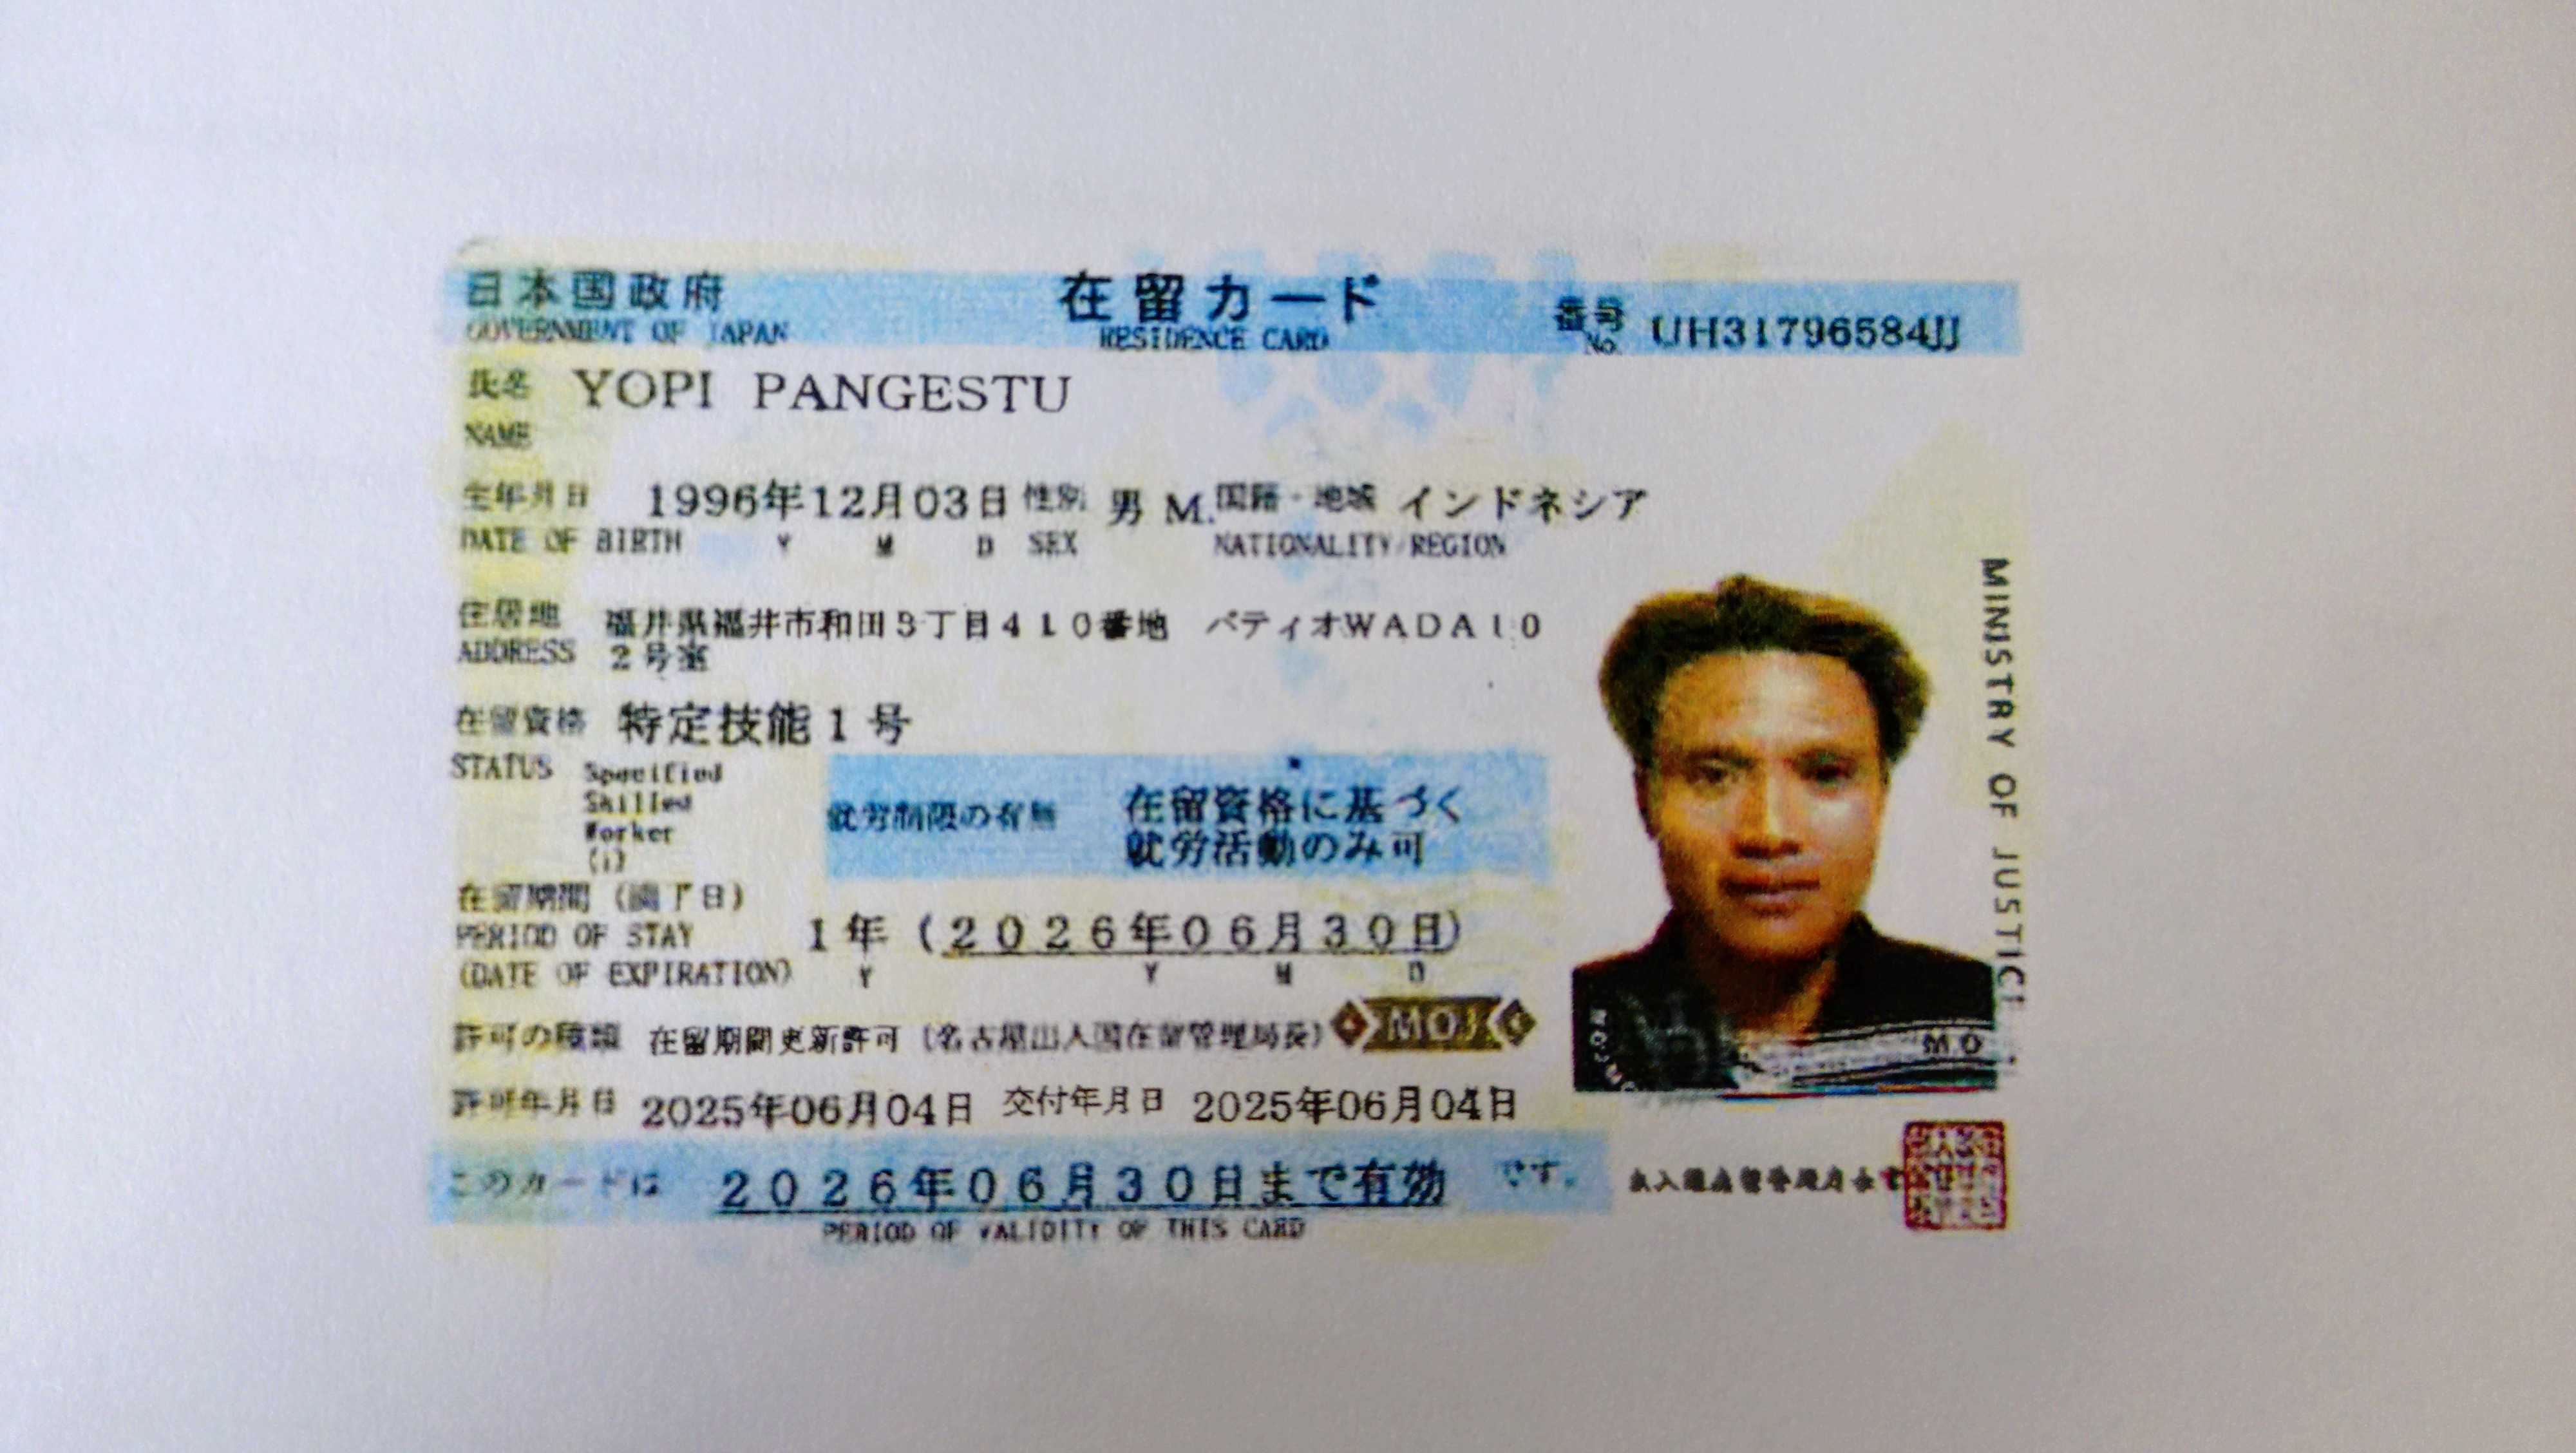 日本国政府 在留カード 番号 UH31796584JJ
GOVERNMENT OF JAPAN RESIDENCE CARD No.
氏名 YOPI PANGESTU
NAME
生年月日 1996年12月03日 性別 男 M. 国籍・地域 インドネシア
DATE OF BIRTH Y M D SEX NATIONALITY/REGION
住居地 福井県福井市和田3丁目410番地 パティオWADA10
ADDRESS 2号室
在留資格 特定技能1号
STATUS Specified
Skilled
Worker
(i)
就労制限の有無 在留資格に基づく
就労活動のみ可
在留期間(満了日)
PERIOD OF STAY 1年(2026年06月30日)
(DATE OF EXPIRATION) Y Y M D
許可の種類 在留期間更新許可(名古屋出入国在留管理局長) MOJ
許可年月日 2025年06月04日 交付年月日 2025年06月04日
このカードは 2026年06月30日まで有効 です。
PERIOD OF VALIDITY OF THIS CARD
MINISTRY OF JUSTICE
MO